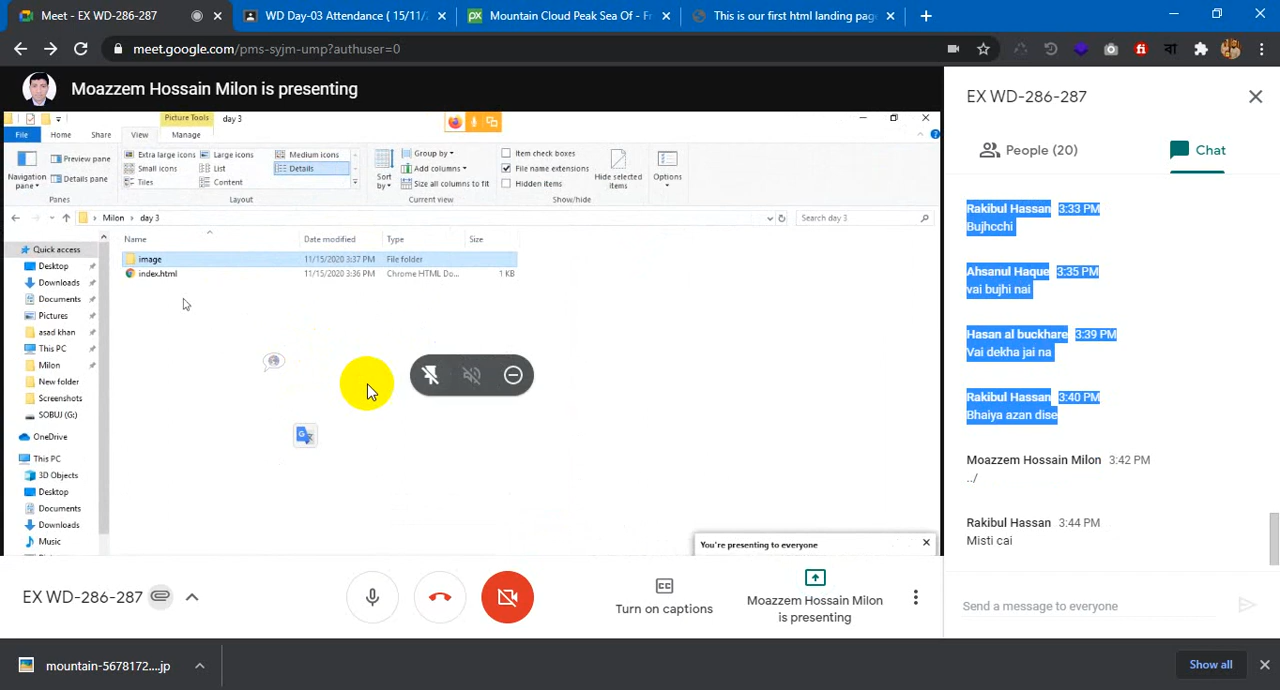 Meet - EX WD-286-287
WD Day-03 Attendance ( 15/11/
Mountain Cloud Peak Sea Of - Fr
This is our first html landing page
meet.google.com/pms-syjm-ump?authuser=0
Moazzem Hossain Milon is presenting
Picture Tools
day 3
File
Home
Share
View
Manage
Navigation pane
Preview pane
Details pane
Panes
Extra large icons
Large icons
Medium icons
Small icons
List
Details
Tiles
Content
Layout
Sort by
Group by
Add columns
Size all columns to fit
Current view
Item check boxes
File name extensions
Hidden items
Hide selected items
Show/hide
Options
Milon
day 3
Search day 3
Name
Date modified
Type
Size
image
11/15/2020 3:37 PM
File folder
index.html
11/15/2020 3:36 PM
Chrome HTML Do...
1 KB
Quick access
Desktop
Downloads
Documents
Pictures
asad khan
This PC
Milon
New folder
Screenshots
SOBUJ (G:)
OneDrive
This PC
3D Objects
Desktop
Documents
Downloads
Music
You're presenting to everyone
EX WD-286-287
Turn on captions
Moazzem Hossain Milon
is presenting
EX WD-286-287
People (20)
Chat
Rakibul Hassan 3:33 PM
Bujhcchi
Ahsanul Haque 3:35 PM
vai bujhi nai
Hasan al buckhare 3:39 PM
Vai dekha jai na
Rakibul Hassan 3:40 PM
Bhaiya azan dise
Moazzem Hossain Milon 3:42 PM
../
Rakibul Hassan 3:44 PM
Misti cai
Send a message to everyone
mountain-5678172....jp
Show all